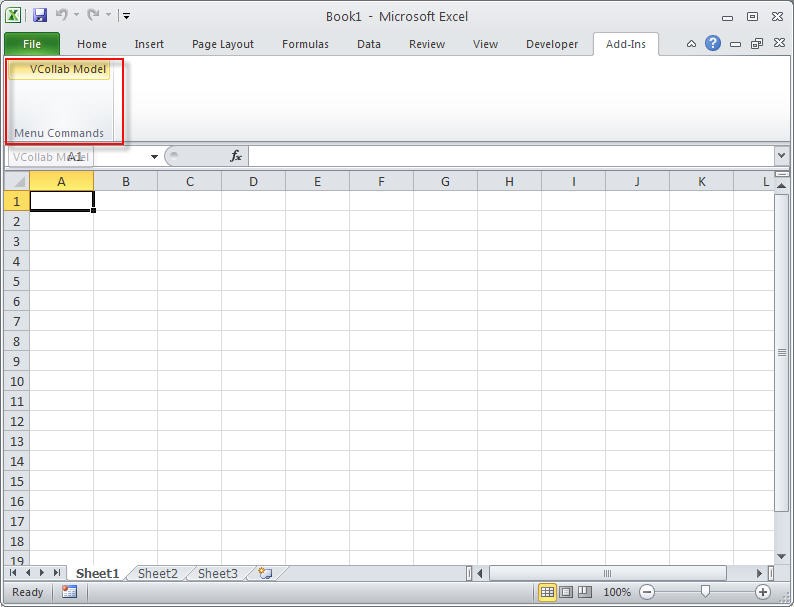 Book1 - Microsoft Excel
File Home Insert Page Layout Formulas Data Review View Developer Add-Ins
VCollab Model
Menu Commands
VCollab Model A1 fx
A B C D E F G H I J K L
1
2
3
4
5
6
7
8
9
10
11
12
13
14
15
16
17
18
19
Sheet1 Sheet2 Sheet3
Ready 100%